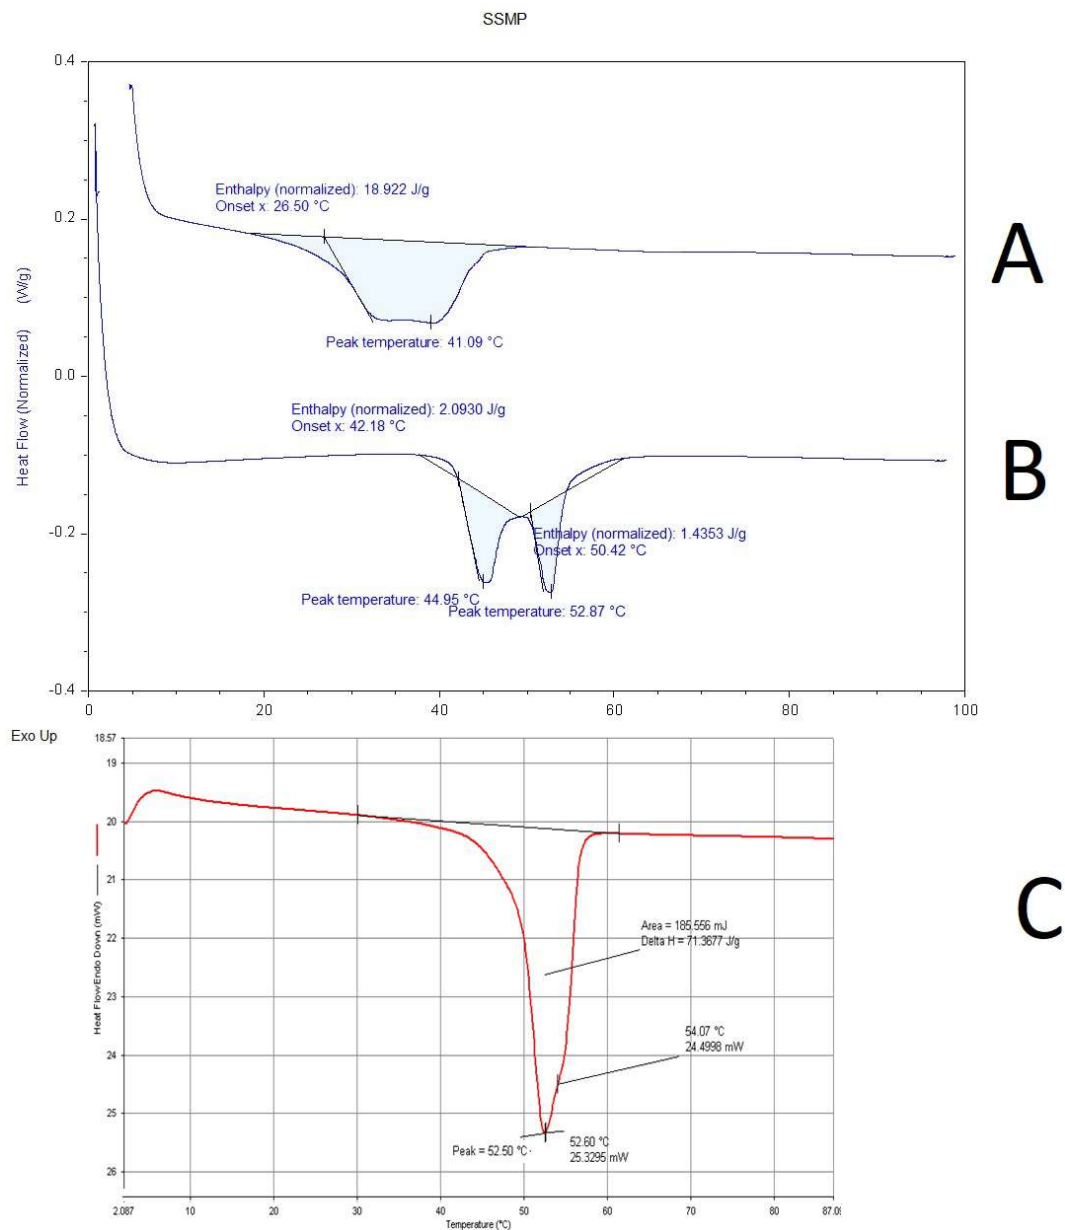 SSMP
0.4
Enthalpy (normalized): 18.922 J/g
Onset x: 26.50 °C
0.2
A
Heat Flow (Normalized) (W/g)
Peak temperature: 41.09 °C
0.0
Enthalpy (normalized): 2.0930 J/g
Onset x: 42.18 °C
B
-0.2
Enthalpy (normalized): 1.4353 J/g
Onset x: 50.42 °C
Peak temperature: 44.95 °C
Peak temperature: 52.87 °C
-0.4
0 20 40 60 80 100
Exo Up
18.57
19
20
21
22
23
24
25
26
Heat Flow Endo Down (mW)
C
Area = 185.556 mJ
Delta H = 71.3677 J/g
54.07 °C
24.4998 mW
Peak = 52.50 °C
52.60 °C
25.3295 mW
2.087 10 20 30 40 50 60 70 80
Temperature (°C)